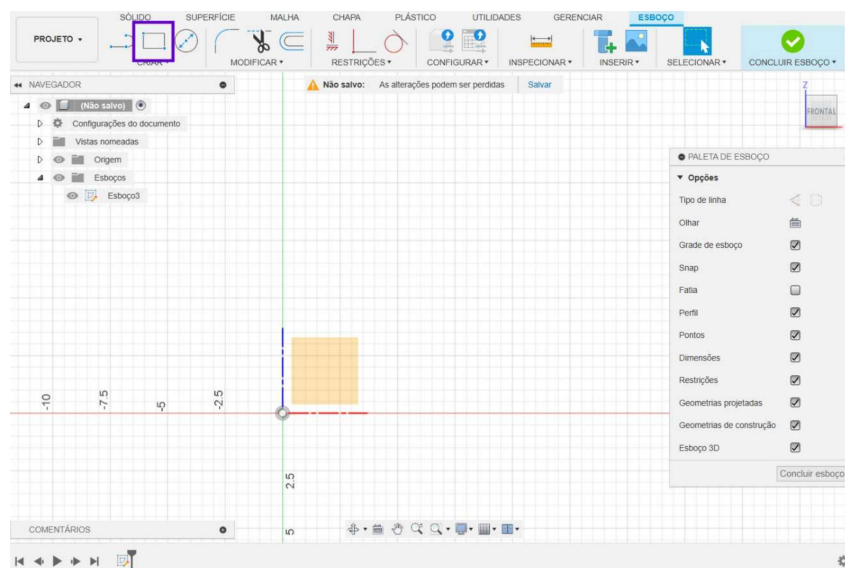 SÓLIDO SUPERFÍCIE MALHA CHAPA PLÁSTICO UTILIDADES GERENCIAR ESBOÇO
PROJETO
CRIAR MODIFICAR RESTRIÇÕES CONFIGURAR INSPECIONAR INSERIR SELECIONAR CONCLUIR ESBOÇO
NAVEGADOR
Não salvo: As alterações podem ser perdidas Salvar
Z
(Não salvo)
FRONTAL
Configurações do documento
Vistas nomeadas
Origem
Esboços
Esboço3
PALETA DE ESBOÇO
Opções
Tipo de linha
Olhar
Grade de esboço
Snap
Fatia
Perfil
Pontos
Dimensões
Restrições
Geometrias projetadas
Geometrias de construção
Esboço 3D
Concluir esboço
-10
-7.5
-5
-2.5
2.5
5
COMENTÁRIOS